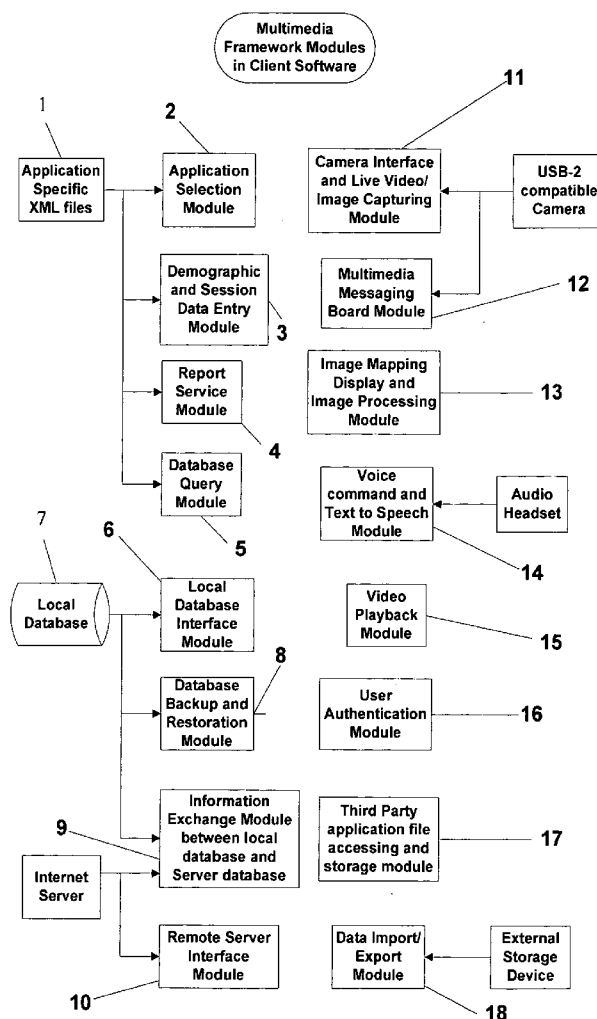 Multimedia
Framework Modules
in Client Software
1
2
11
Application
Specific
XML files
Application
Selection
Module
Camera Interface
and Live Video/
Image Capturing
Module
USB-2
compatible
Camera
Demographic
and Session
Data Entry
Module
3
Multimedia
Messaging
Board Module
12
Report
Service
Module
4
Image Mapping
Display and
Image Processing
Module
13
Database
Query
Module
5
Voice
command and
Text to Speech
Module
14
Audio
Headset
7
6
Local
Database
Local
Database
Interface
Module
Video
Playback
Module
15
8
Database
Backup and
Restoration
Module
User
Authentication
Module
16
9
Information
Exchange Module
between local
database and
Server database
Third Party
application file
accessing and
storage module
17
Internet
Server
Remote Server
Interface
Module
10
Data Import/
Export
Module
18
External
Storage
Device